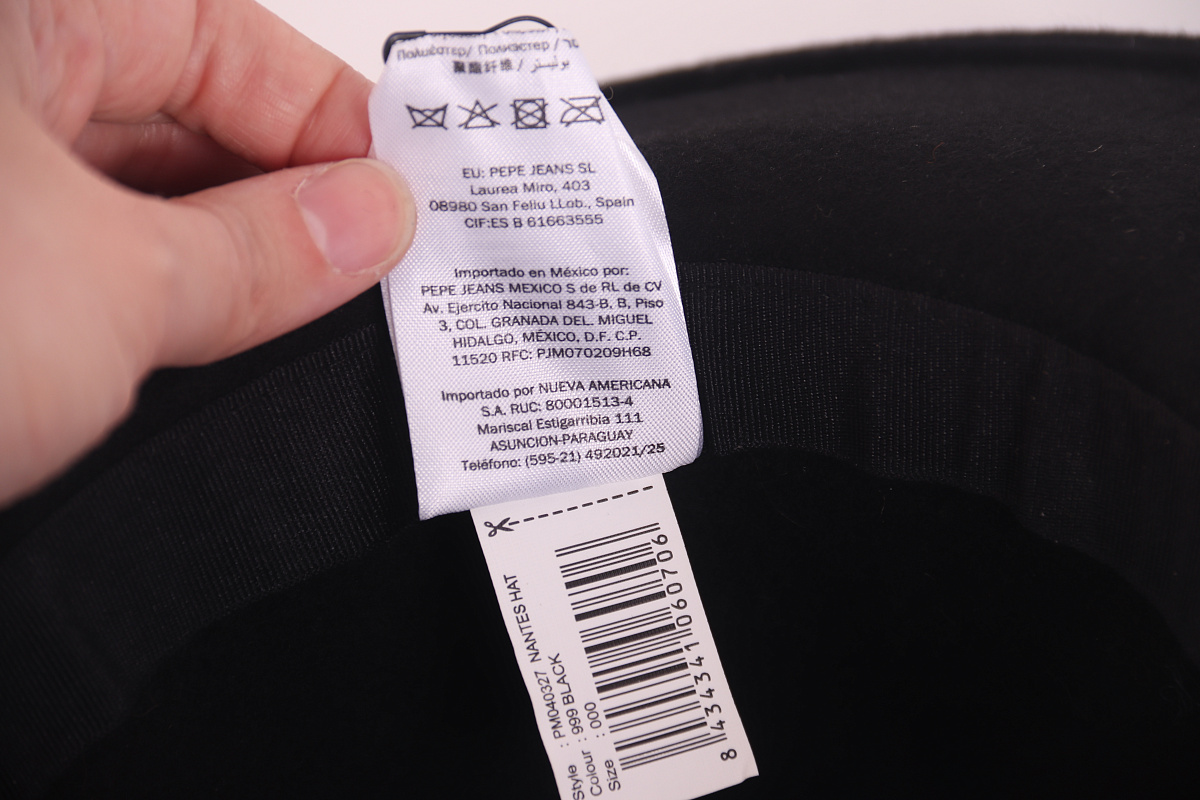 Πολυέστερ/ Полиэстер /
聚酯纤维 / بوليستر
EU: PEPE JEANS SL
Laurea Miro, 403
08980 San Feliu LLob., Spain
CIF:ES B 61663555
Importado en México por:
PEPE JEANS MEXICO S de RL de CV
Av. Ejercito Nacional 843-B, B, Piso
3, COL. GRANADA DEL. MIGUEL
HIDALGO, MÉXICO, D.F. C.P.
11520 RFC: PJM070209H68
Importado por NUEVA AMERICANA
S.A. RUC: 80001513-4
Mariscal Estigarribia 111
ASUNCION-PARAGUAY
Teléfono: (595-21) 492021/25
Style : PM040327 NANTES HAT
Colour : 999 BLACK
Size : 000
8 434341 060706